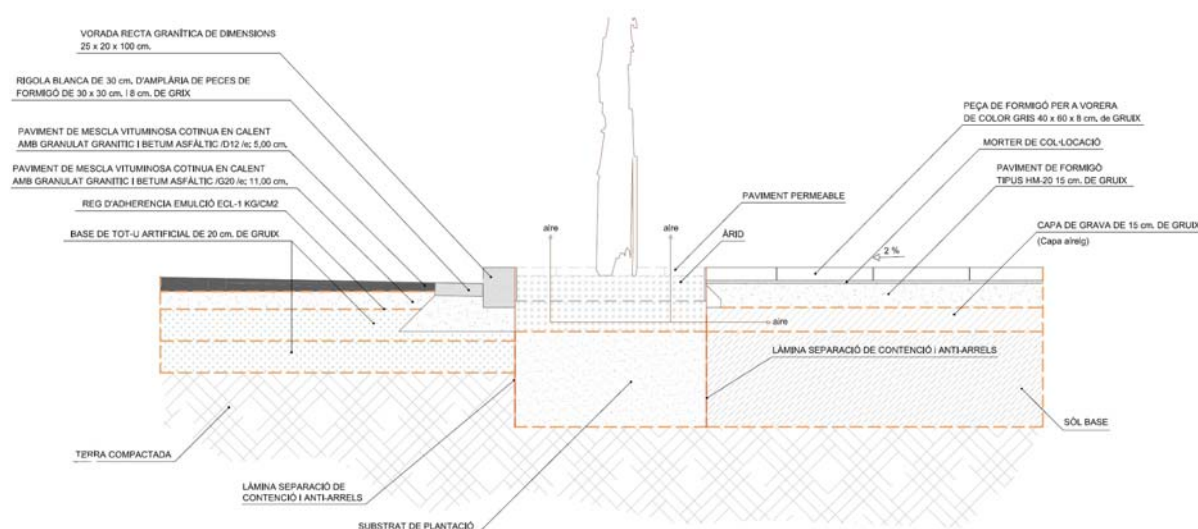 VORADA RECTA GRANÍTICA DE DIMENSIONS
25 x 20 x 100 cm.
RIGOLA BLANCA DE 30 cm. D'AMPLÀRIA DE PECES DE
FORMIGÓ DE 30 x 30 cm. I 8 cm. DE GRIX
PAVIMENT DE MESCLA VITUMINOSA COTINUA EN CALENT
AMB GRANULAT GRANITIC I BETUM ASFÀLTIC /D12 /e: 5,00 cm.
PAVIMENT DE MESCLA VITUMINOSA COTINUA EN CALENT
AMB GRANULAT GRANITIC I BETUM ASFÀLTIC /G20 /e: 11,00 cm.
REG D'ADHERENCIA EMULCIÓ ECL-1 KG/CM2
BASE DE TOT-U ARTIFICIAL DE 20 cm. DE GRUIX
TERRA COMPACTADA
LÀMINA SEPARACIÓ DE
CONTENCIÓ I ANTI-ARRELS
SUBSTRAT DE PLANTACIÓ
aire
aire
aire
PAVIMENT PERMEABLE
ÀRID
2 %
PEÇA DE FORMIGÓ PER A VORERA
DE COLOR GRIS 40 x 60 x 8 cm. de GRUIX
MORTER DE COL·LOCACIÓ
PAVIMENT DE FORMIGÓ
TIPUS HM-20 15 cm. DE GRUIX
CAPA DE GRAVA DE 15 cm. DE GRUIX
(Capa aireig)
LÀMINA SEPARACIÓ DE CONTENCIÓ i ANTI-ARRELS
SÒL BASE